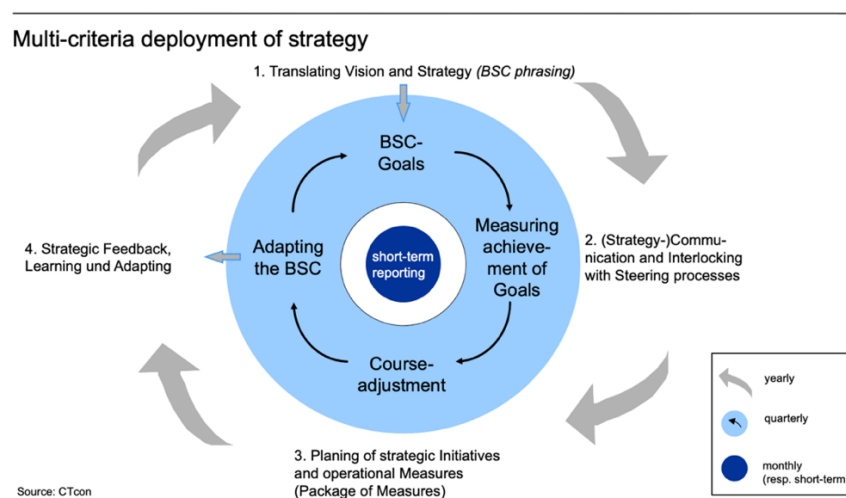 Multi-criteria deployment of strategy
1. Translating Vision and Strategy (BSC phrasing)
BSC-
Goals
Measuring
achieve-
ment of
Goals
2. (Strategy-)Commu-
nication and Interlocking
with Steering processes
4. Strategic Feedback,
Learning und Adapting
Adapting
the BSC
short-term
reporting
Course-
adjustment
3. Planing of strategic Initiatives
and operational Measures
(Package of Measures)
yearly
quarterly
monthly
(resp. short-term
Source: CTcon